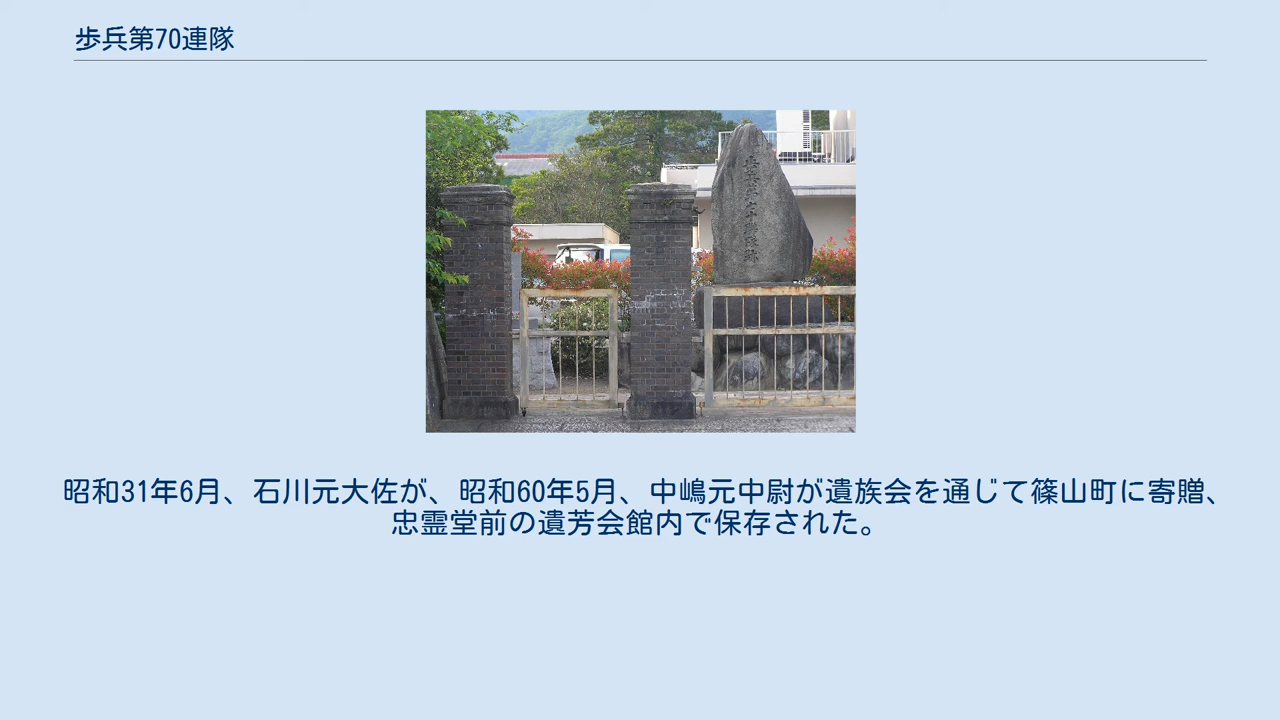 歩兵第70連隊
昭和31年6月、石川元大佐が、昭和60年5月、中嶋元中尉が遺族会を通じて篠山町に寄贈、
忠霊堂前の遺芳会館内で保存された。